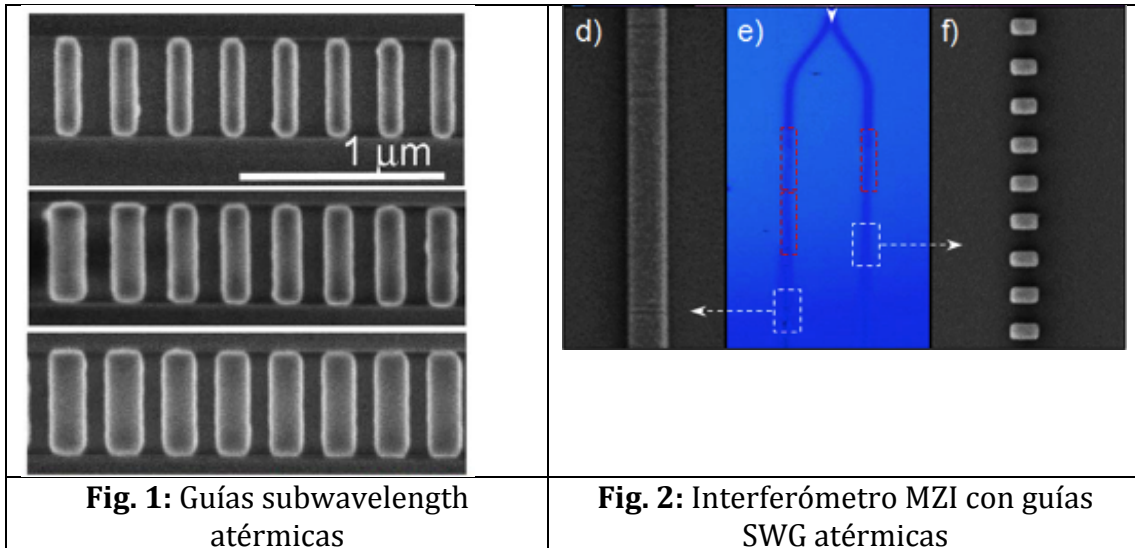 1 μm
d)
e)
f)
Fig. 1: Guías subwavelength
atérmicas
Fig. 2: Interferómetro MZI con guías
SWG atérmicas